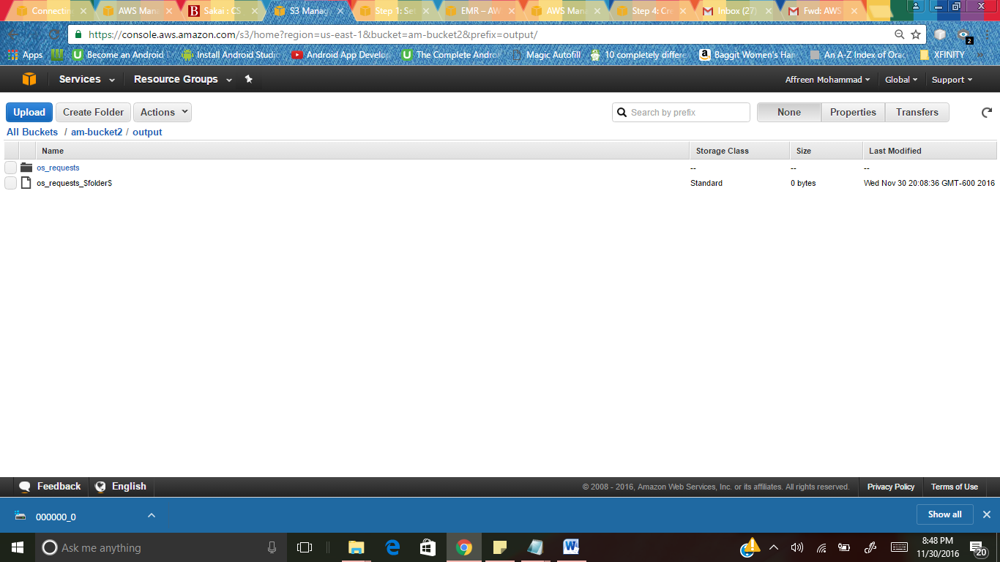 Connectin AWS Mana Sakai : CS S3 Manag Step 1: Set EMR – AW AWS Mana Step 4: Cre Inbox (27) Fwd: AWS
https://console.aws.amazon.com/s3/home?region=us-east-1&bucket=am-bucket2&prefix=output/
2
Apps Become an Android D Install Android Studio Android App Develop The Complete Androi Magic Autofill 10 completely differe Baggit Women's Han An A-Z Index of Orac XFINITY »
Services Resource Groups Affreen Mohammad Global Support
Upload Create Folder Actions Search by prefix None Properties Transfers
All Buckets / am-bucket2 / output
Name Storage Class Size Last Modified
os_requests -- -- --
os_requests_$folder$ Standard 0 bytes Wed Nov 30 20:08:36 GMT-600 2016
Feedback English © 2008 - 2016, Amazon Web Services, Inc. or its affiliates. All rights reserved. Privacy Policy Terms of Use
000000_0 Show all
Ask me anything 8:48 PM
11/30/2016 20